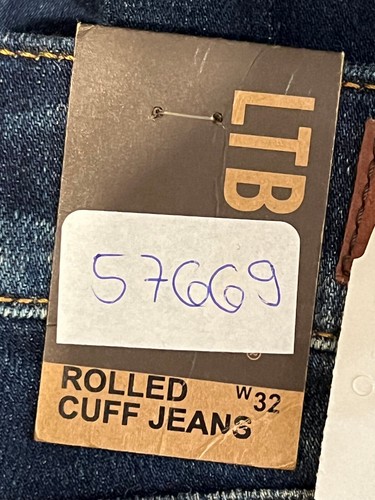 LTB
57669
®
ROLLED W32
CUFF JEANS